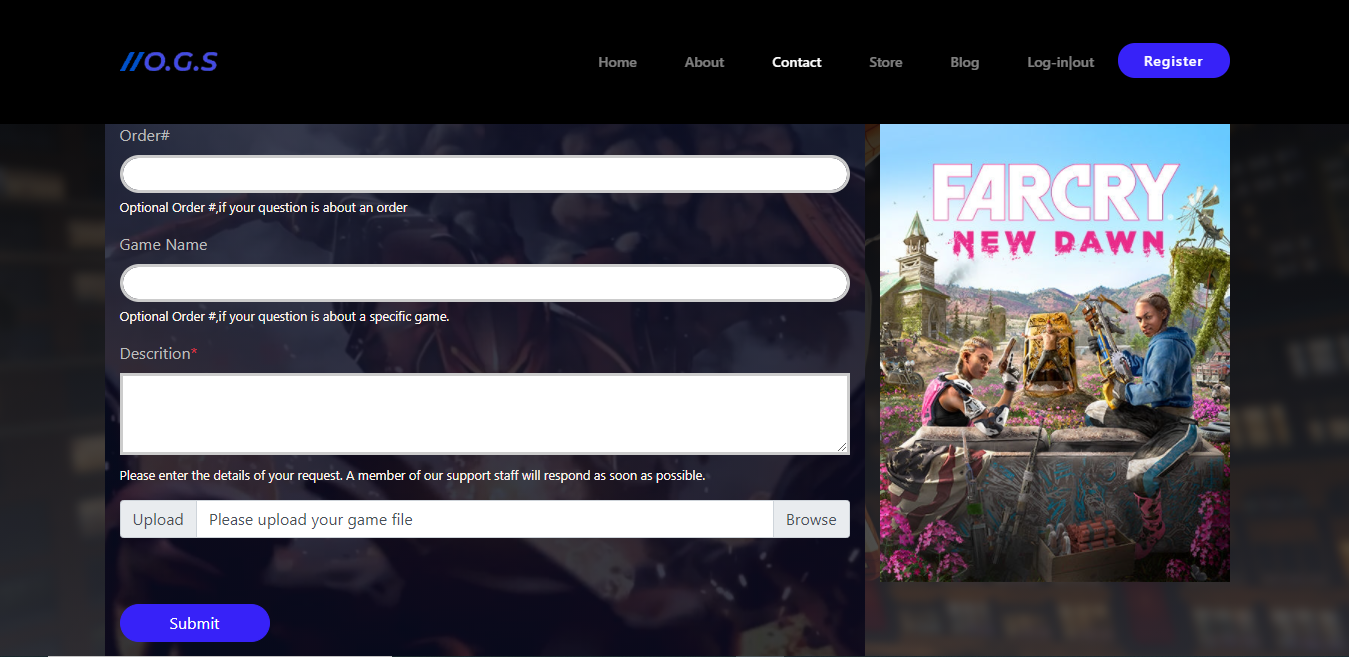 //O.G.S
Home About Contact Store Blog Log-in|out Register
Order#
Optional Order #,if your question is about an order
Game Name
Optional Order #,if your question is about a specific game.
Descrition*
Please enter the details of your request. A member of our support staff will respond as soon as possible.
Upload Please upload your game file Browse
Submit
FARCRY
NEW DAWN